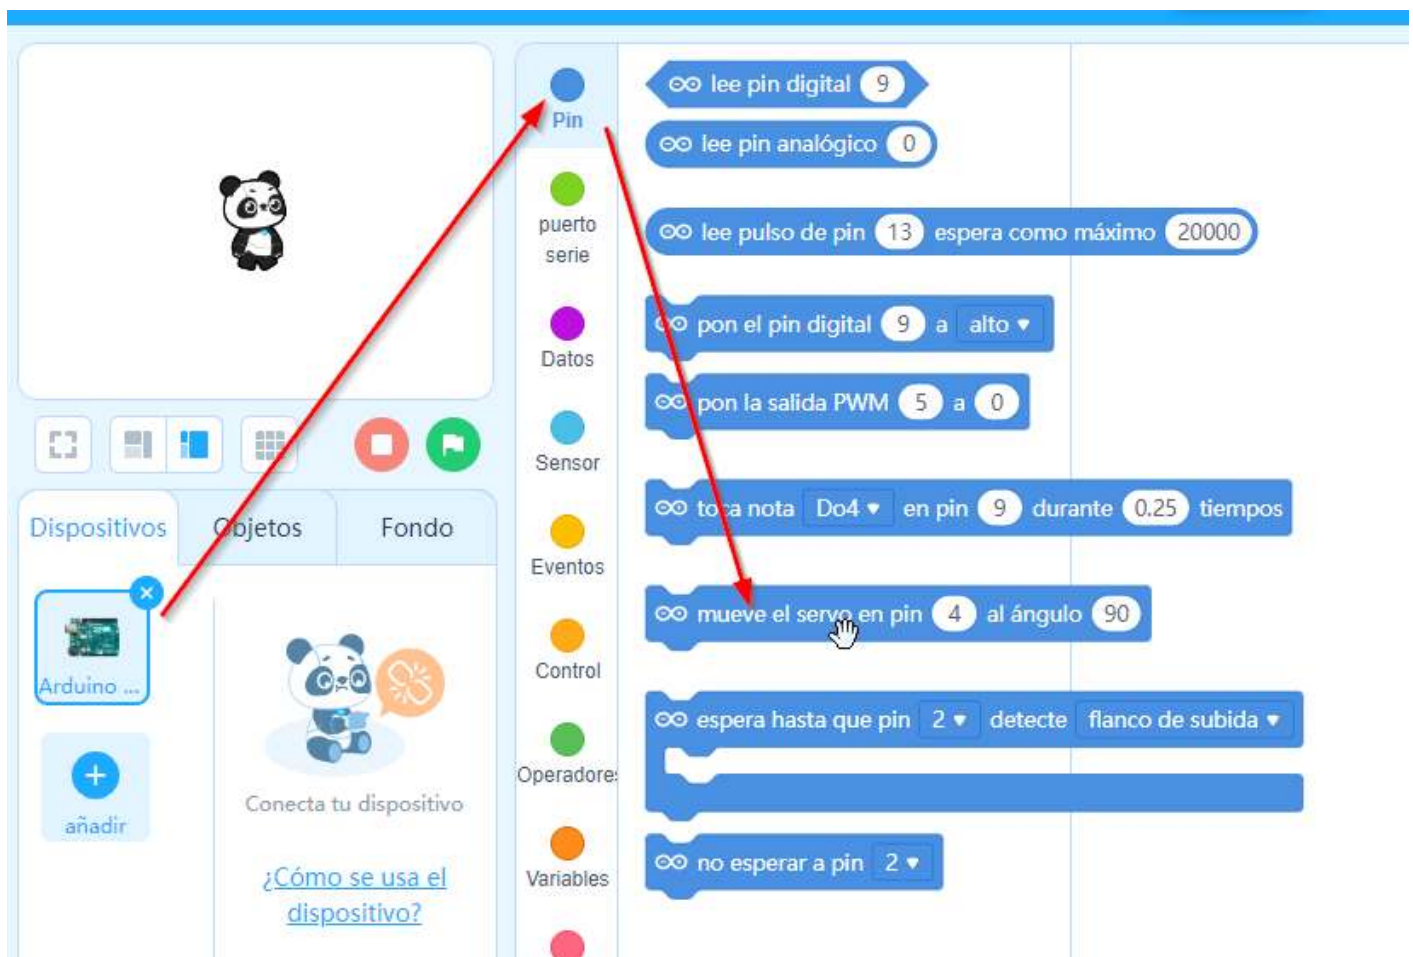 Dispositivos
Objetos
Fondo
Arduino ...
añadir
Conecta tu dispositivo
¿Cómo se usa el
dispositivo?
Pin
puerto
serie
Datos
Sensor
Eventos
Control
Operadore
Variables
lee pin digital 9
lee pin analógico 0
lee pulso de pin 13 espera como máximo 20000
pon el pin digital 9 a alto
pon la salida PWM 5 a 0
toca nota Do4 en pin 9 durante 0.25 tiempos
mueve el servo en pin 4 al ángulo 90
espera hasta que pin 2 detecte flanco de subida
no esperar a pin 2